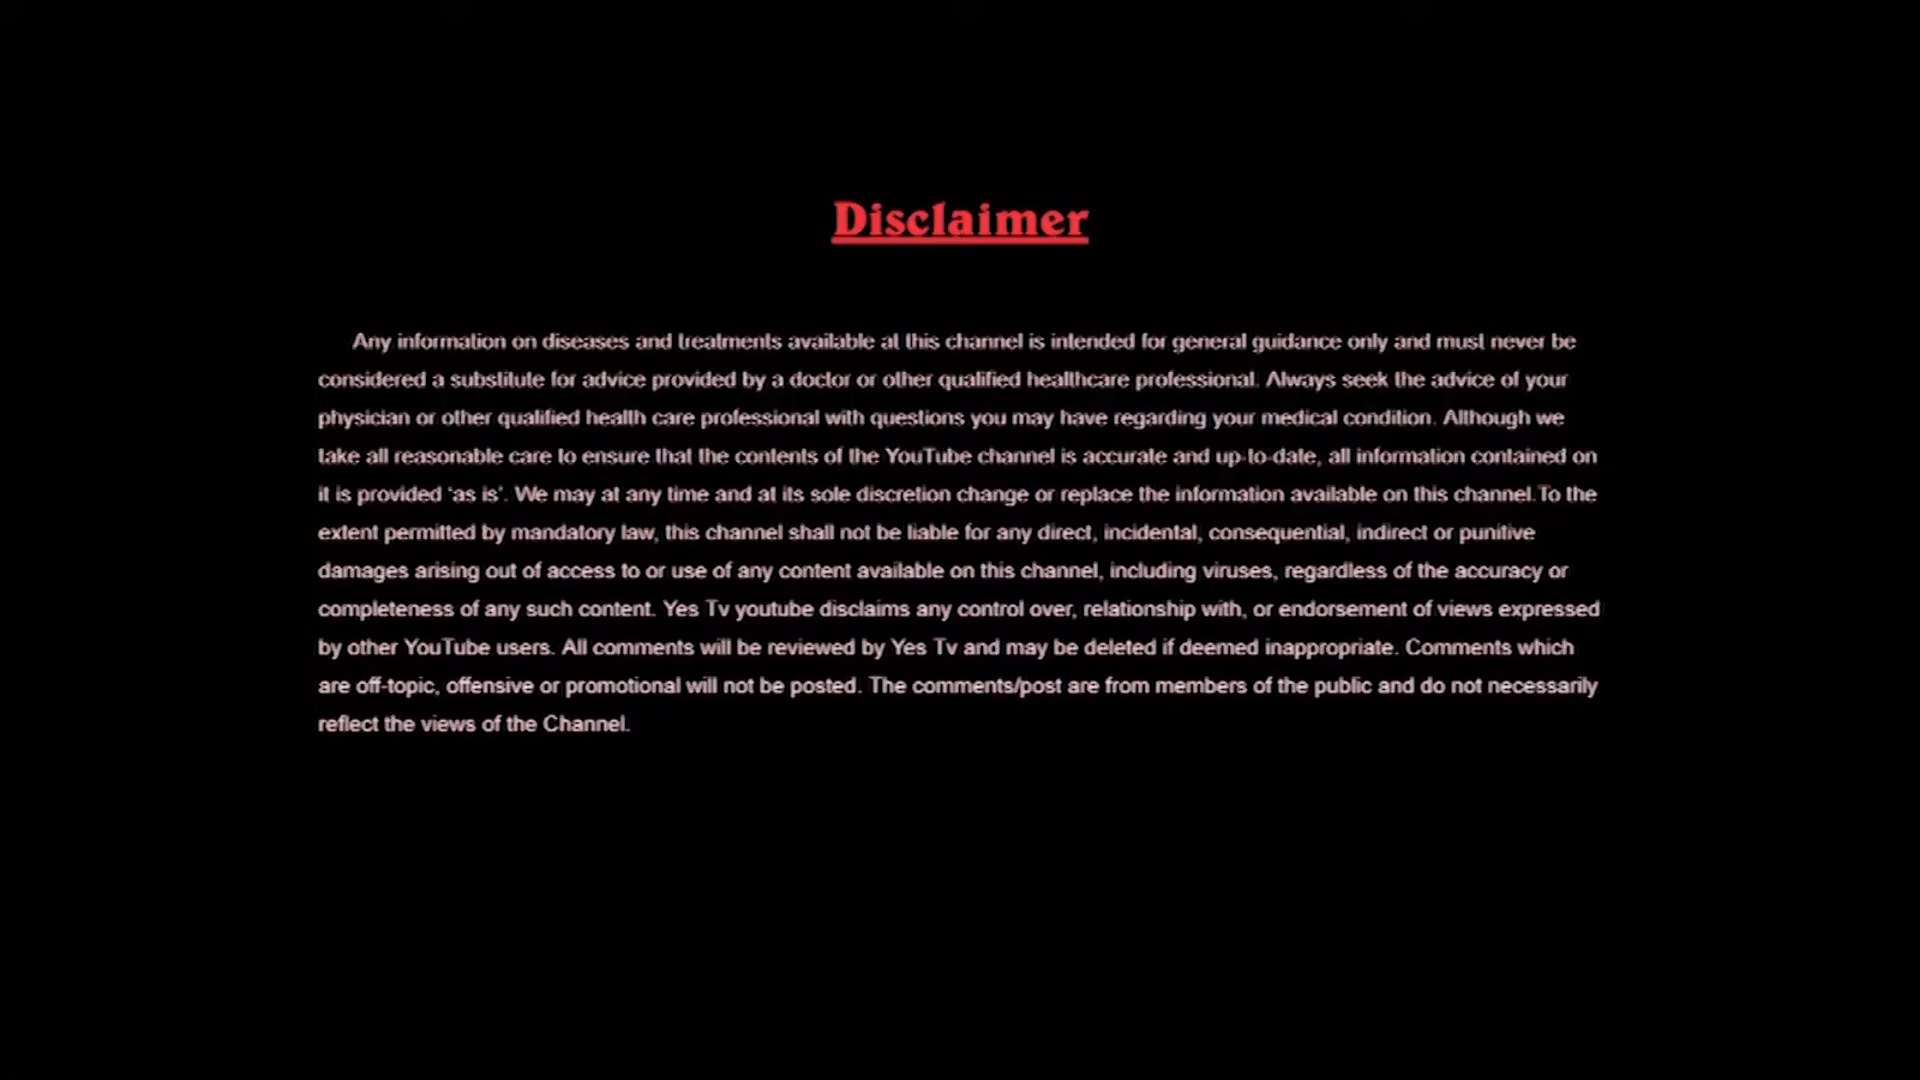 Disclaimer
Any information on diseases and treatments available at this channel is intended for general guidance only and must never be
considered a substitute for advice provided by a doctor or other qualified healthcare professional. Always seek the advice of your
physician or other qualified health care professional with questions you may have regarding your medical condition. Although we
take all reasonable care to ensure that the contents of the YouTube channel is accurate and up-to-date, all information contained on
it is provided ‘as is’. We may at any time and at its sole discretion change or replace the information available on this channel.To the
extent permitted by mandatory law, this channel shall not be liable for any direct, incidental, consequential, indirect or punitive
damages arising out of access to or use of any content available on this channel, including viruses, regardless of the accuracy or
completeness of any such content. Yes Tv youtube disclaims any control over, relationship with, or endorsement of views expressed
by other YouTube users. All comments will be reviewed by Yes Tv and may be deleted if deemed inappropriate. Comments which
are off-topic, offensive or promotional will not be posted. The comments/post are from members of the public and do not necessarily
reflect the views of the Channel.